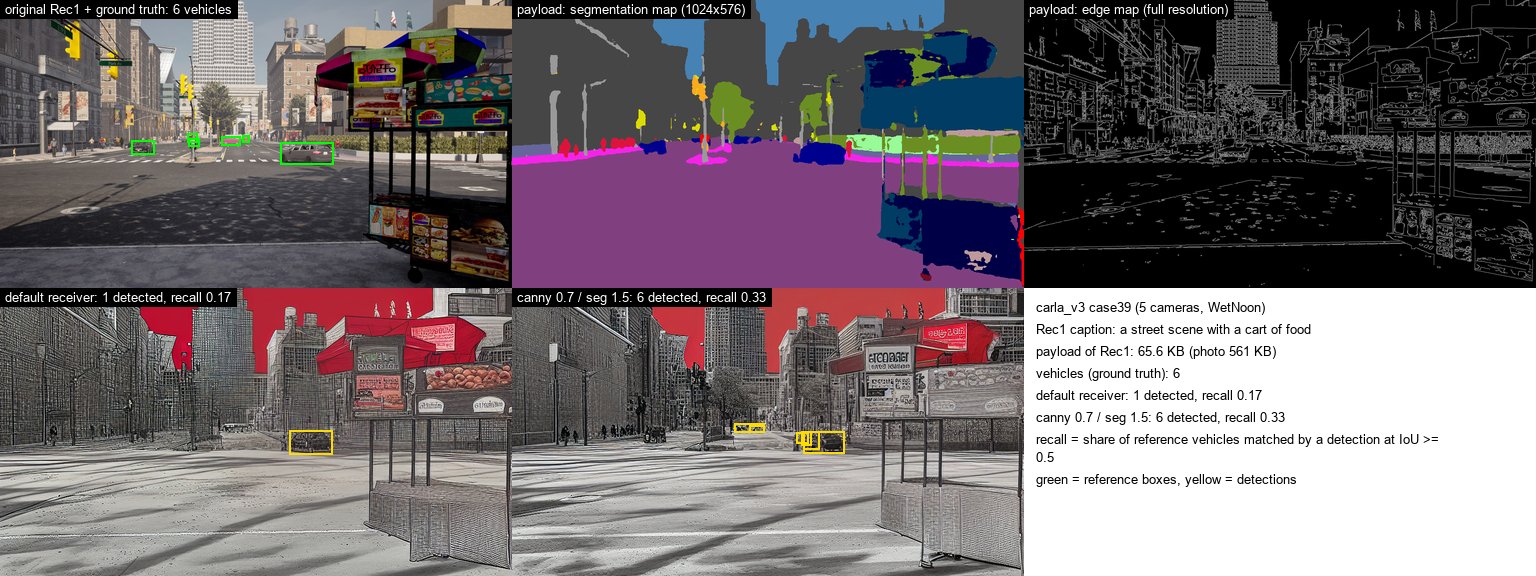 original Rec1 + ground truth: 6 vehicles
payload: segmentation map (1024x576)
payload: edge map (full resolution)
default receiver: 1 detected, recall 0.17
canny 0.7 / seg 1.5: 6 detected, recall 0.33
carla_v3 case39 (5 cameras, WetNoon)
Rec1 caption: a street scene with a cart of food
payload of Rec1: 65.6 KB (photo 561 KB)
vehicles (ground truth): 6
default receiver: 1 detected, recall 0.17
canny 0.7 / seg 1.5: 6 detected, recall 0.33
recall = share of reference vehicles matched by a detection at IoU >=
0.5
green = reference boxes, yellow = detections